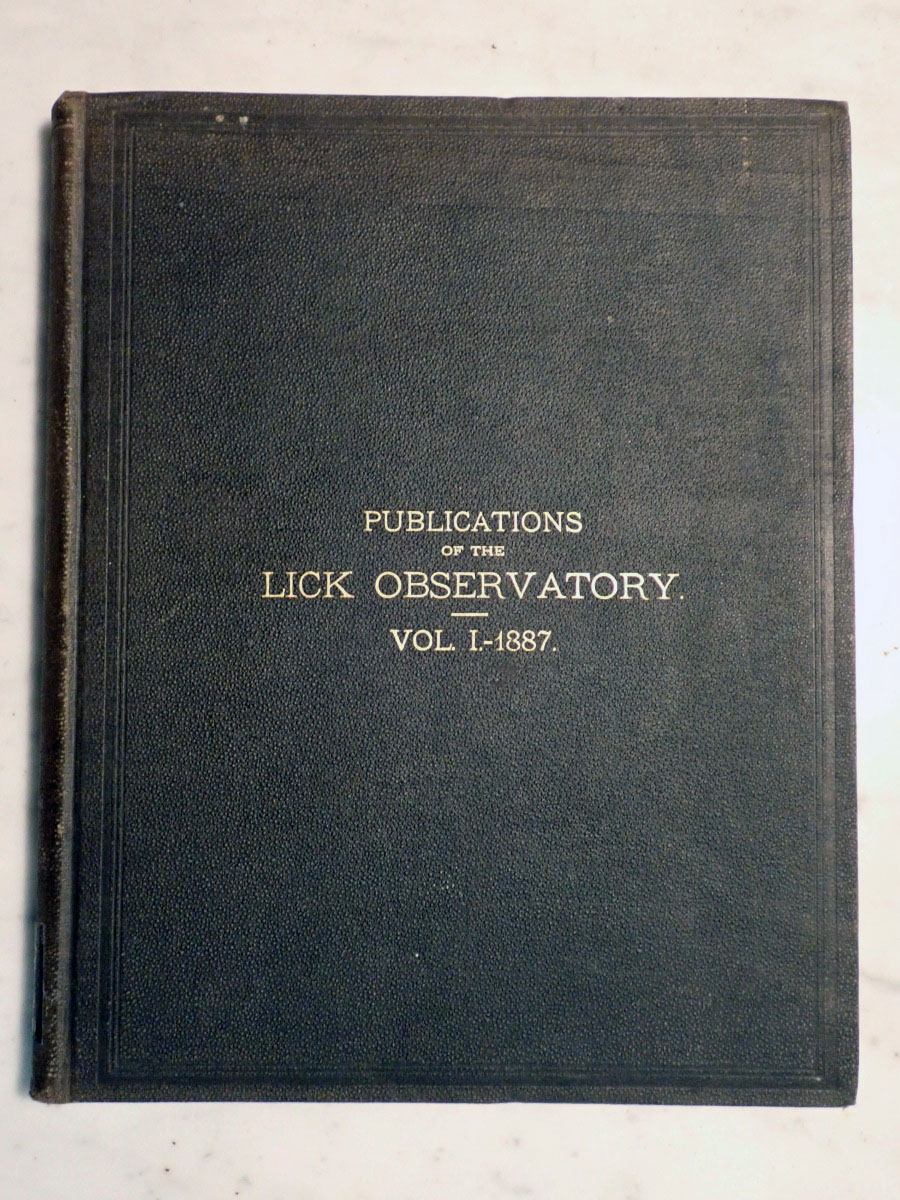 PUBLICATIONS
OF THE
LICK OBSERVATORY.
VOL. I.-1887.